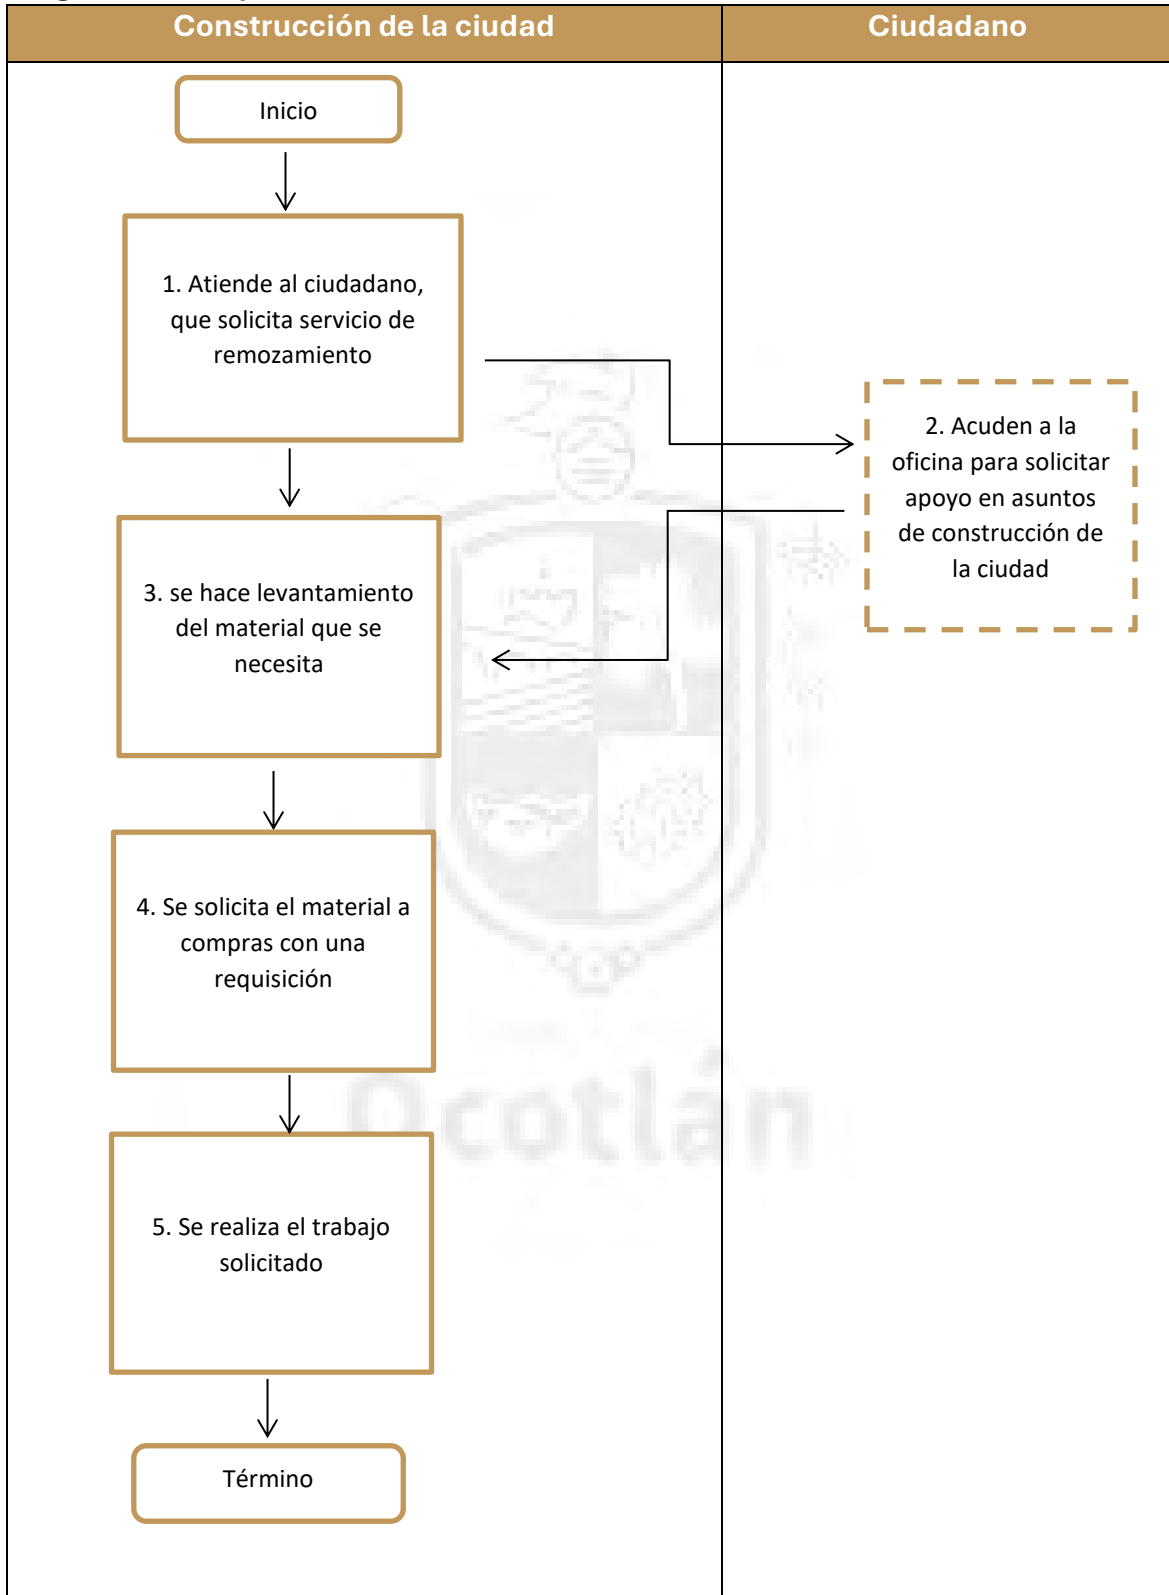 Construcción de la ciudad
Ciudadano
Inicio
1. Atiende al ciudadano,
que solicita servicio de
remozamiento
2. Acuden a la
oficina para solicitar
apoyo en asuntos
de construcción de
la ciudad
3. se hace levantamiento
del material que se
necesita
4. Se solicita el material a
compras con una
requisición
5. Se realiza el trabajo
solicitado
Término
Ocotlán